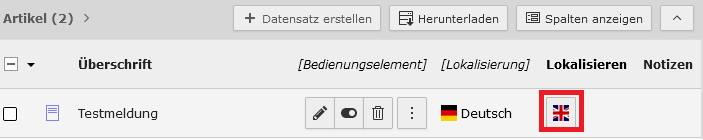 Artikel (2) > + Datensatz erstellen Herunterladen Spalten anzeigen
Überschrift [Bedienungselement] [Lokalisierung] Lokalisieren Notizen
Testmeldung Deutsch